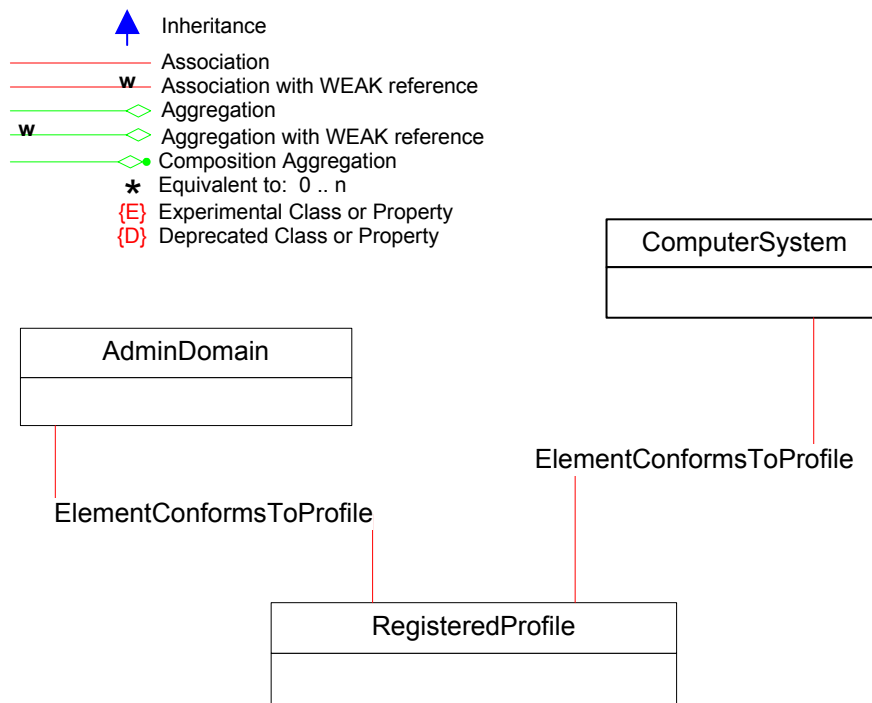 Inheritance
Association
w Association with WEAK reference
Aggregation
w Aggregation with WEAK reference
Composition Aggregation
* Equivalent to: 0 .. n
{E} Experimental Class or Property
{D} Deprecated Class or Property
ComputerSystem
AdminDomain
ElementConformsToProfile
ElementConformsToProfile
RegisteredProfile